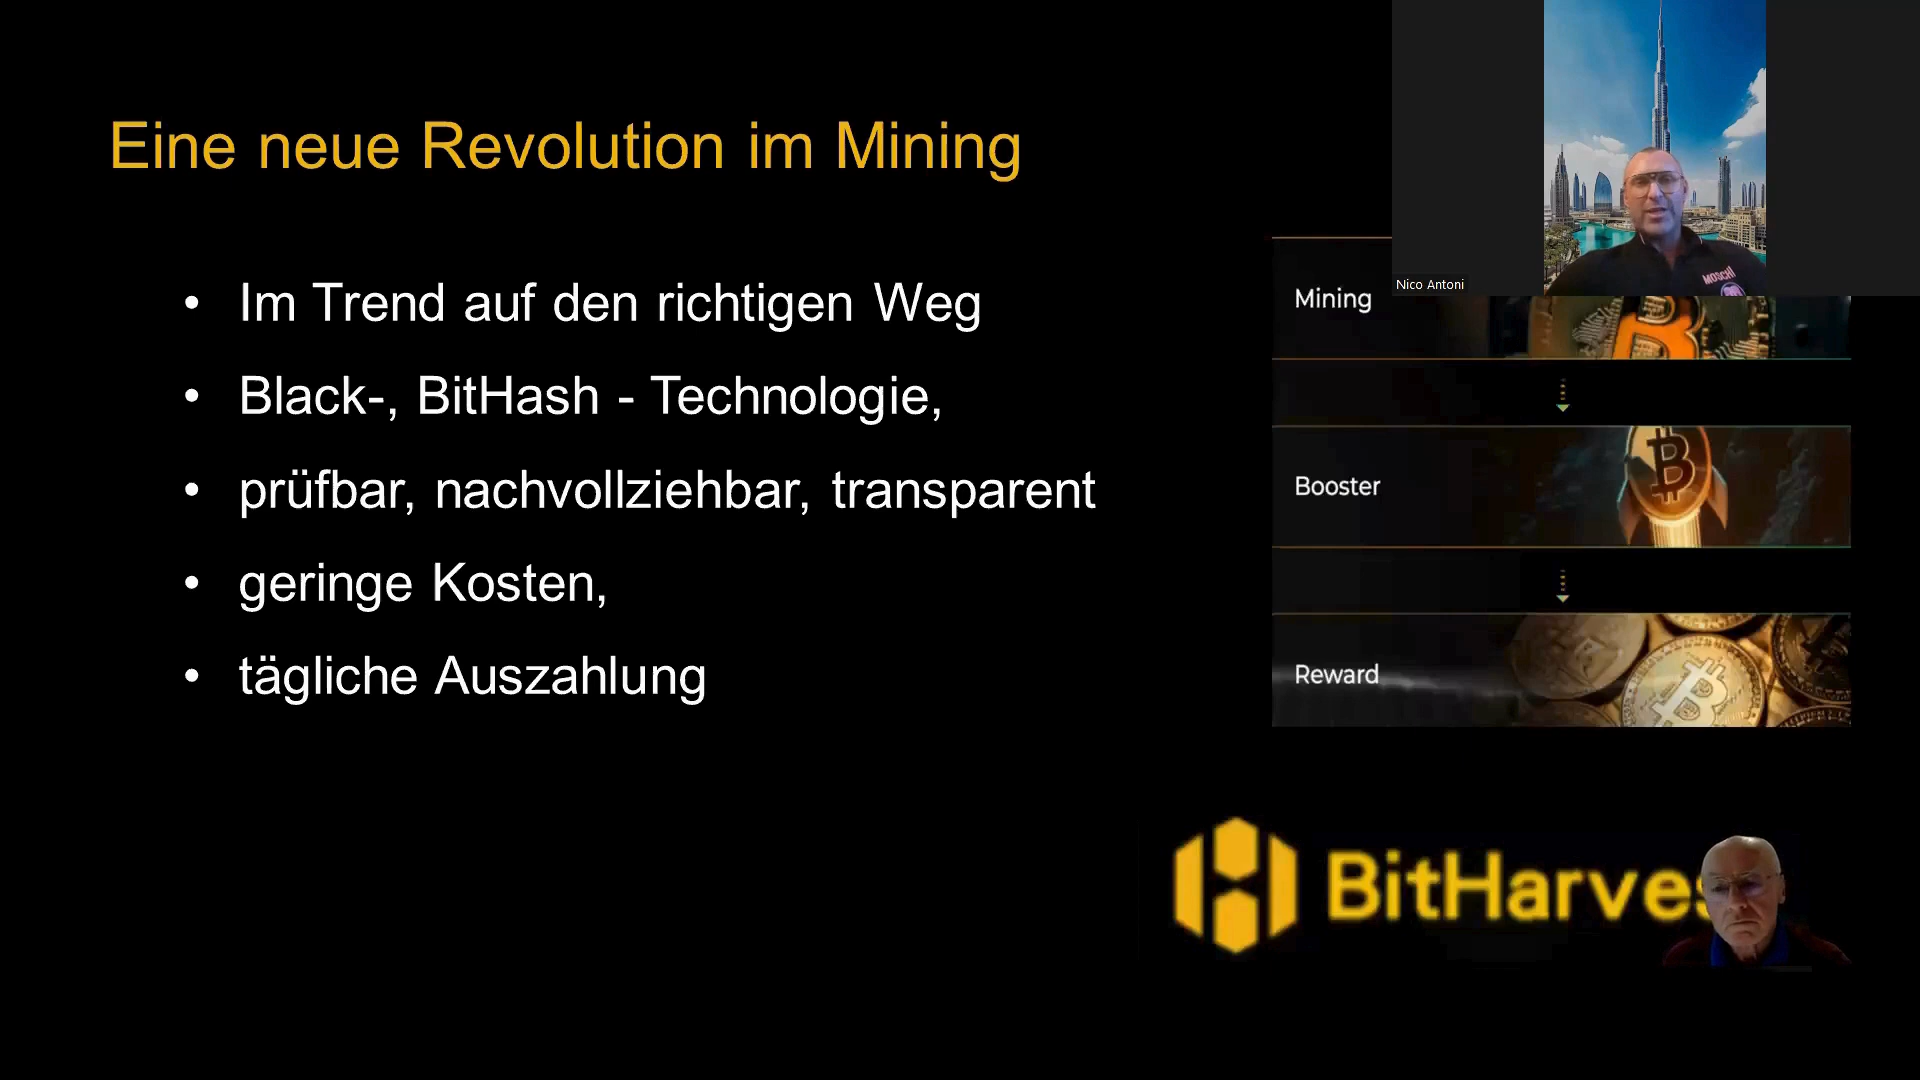 Eine neue Revolution im Mining
• Im Trend auf den richtigen Weg
• Black-, BitHash - Technologie,
• prüfbar, nachvollziehbar, transparent
• geringe Kosten,
• tägliche Auszahlung
MOSCHI
Nico Antoni
Mining
Booster
Reward
BitHarves